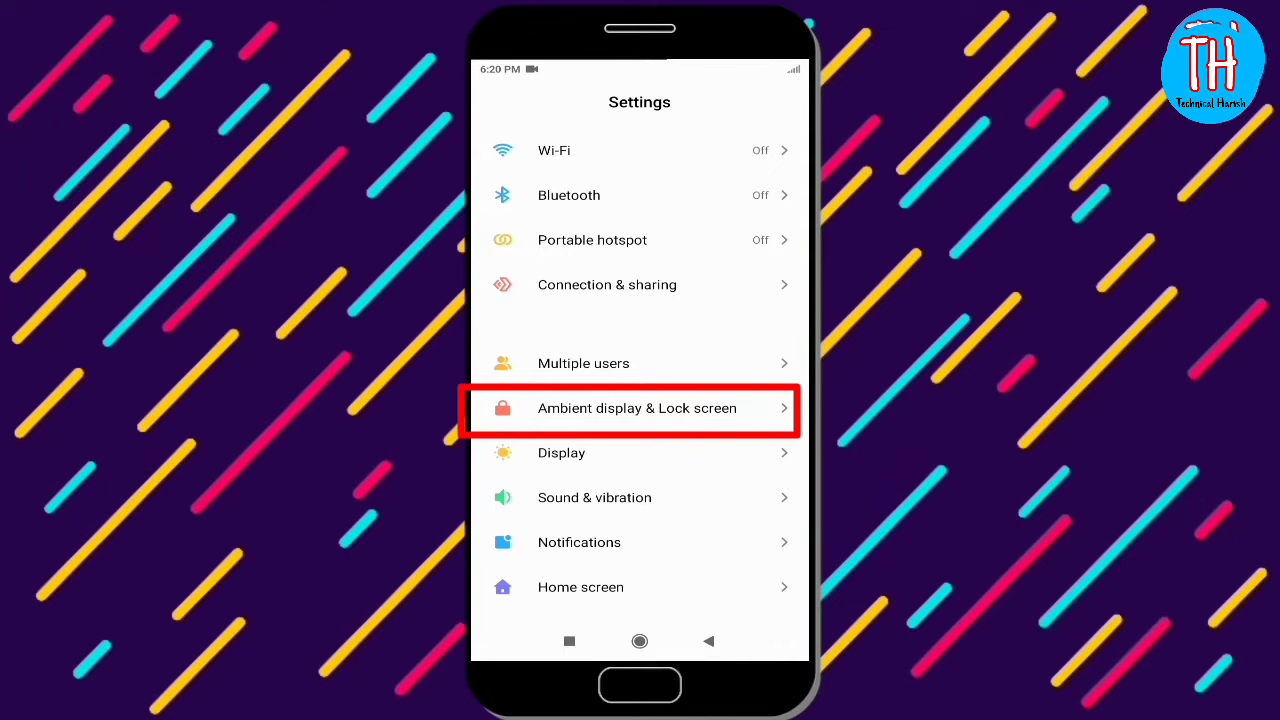 6:20 PM
Settings
Wi-Fi Off
Bluetooth Off
Portable hotspot Off
Connection & sharing
Multiple users
Ambient display & Lock screen
Display
Sound & vibration
Notifications
Home screen
TH
Technical Harish